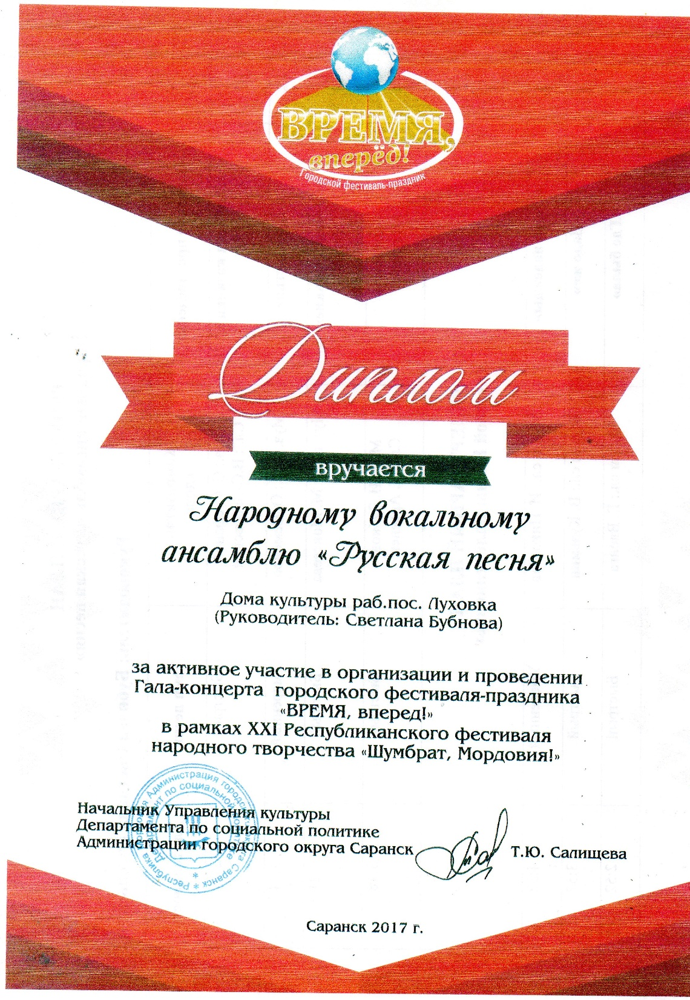 ВРЕМЯ,
вперёд!
Городской фестиваль-праздник
Диплом
вручается
Народному вокальному
ансамблю «Русская песня»
Дома культуры раб.пос. Луховка
(Руководитель: Светлана Бубнова)
за активное участие в организации и проведении
Гала-концерта городского фестиваля-праздника
«ВРЕМЯ, вперед!»
в рамках XXI Республиканского фестиваля
народного творчества «Шумбрат, Мордовия!»
Республика Мордовия Администрация городского округа Саранск *
Департамент по социальной политике *
Начальник Управления культуры
Департамента по социальной политике
Администрации городского округа Саранск
Т.Ю. Салищева
Саранск 2017 г.